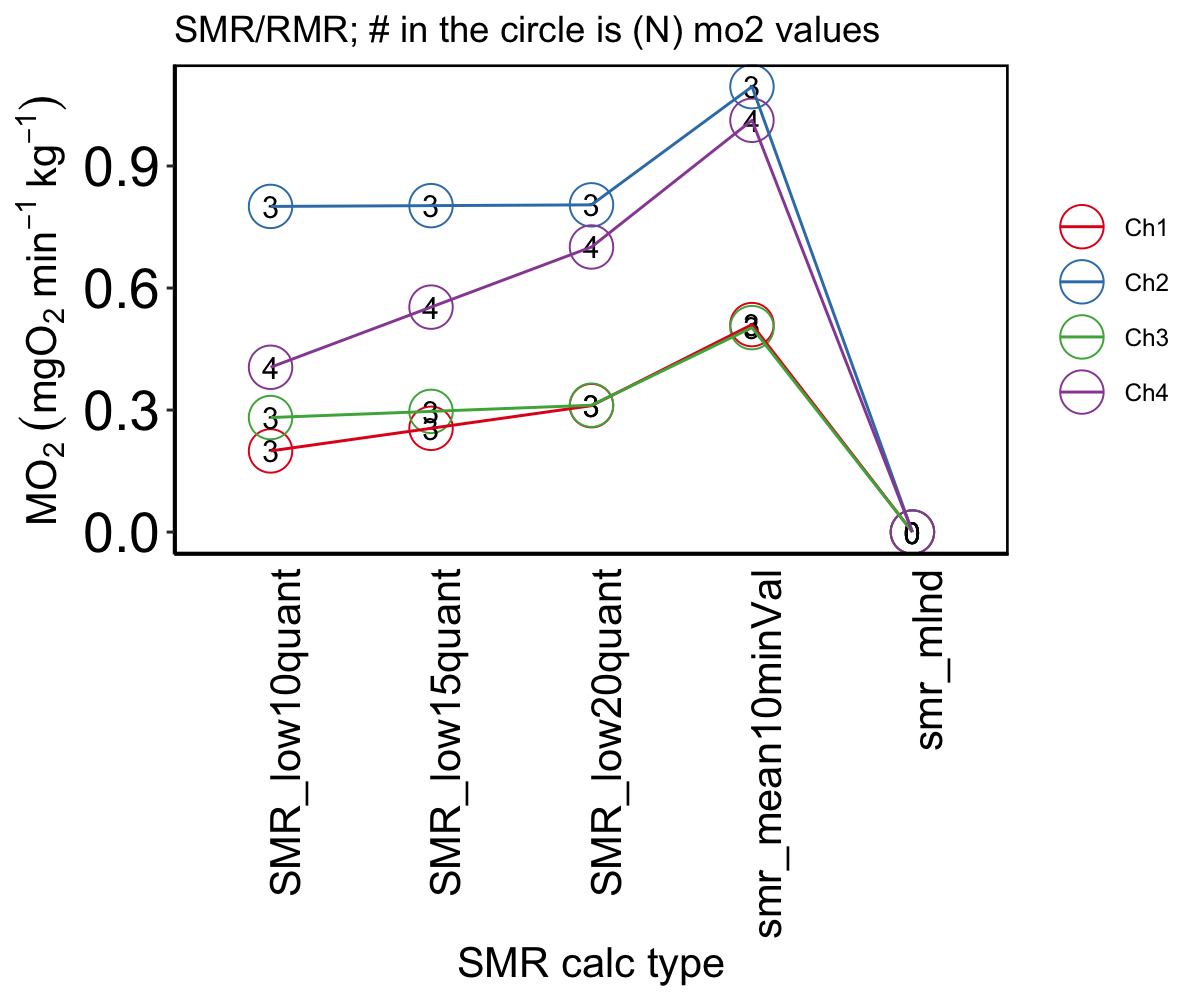 SMR/RMR; # in the circle is (N) mo2 values
MO₂ (mgO₂ min⁻¹ kg⁻¹)
0.9
0.6
0.3
0.0
3
3
3
3
4
4
4
4
3
3
3
3
3
3
3
0
SMR_low10quant
SMR_low15quant
SMR_low20quant
smr_mean10minVal
smr_mlnd
SMR calc type
Ch1
Ch2
Ch3
Ch4